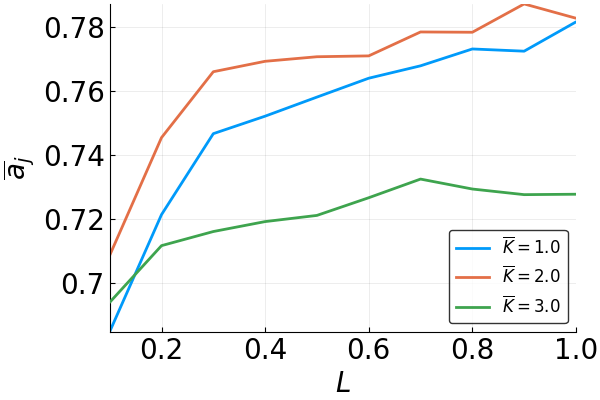 0.78
0.76
0.74
0.72
0.7
a̅ⱼ
0.2 0.4 0.6 0.8 1.0
L
K̅ = 1.0
K̅ = 2.0
K̅ = 3.0